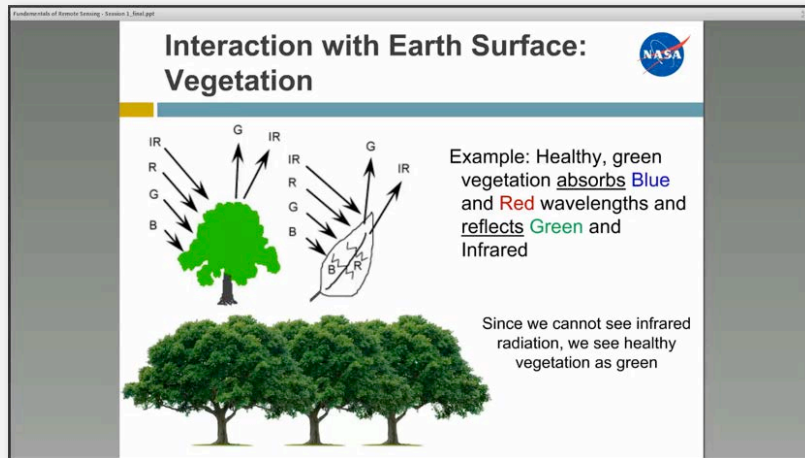 Fundamentals of Remote Sensing - Session 1_final.ppt
Interaction with Earth Surface:
Vegetation
NASA
IR
R
G
B
G
IR
IR
R
G
B
G
IR
B
R
Example: Healthy, green
vegetation absorbs Blue
and Red wavelengths and
reflects Green and
Infrared
Since we cannot see infrared
radiation, we see healthy
vegetation as green